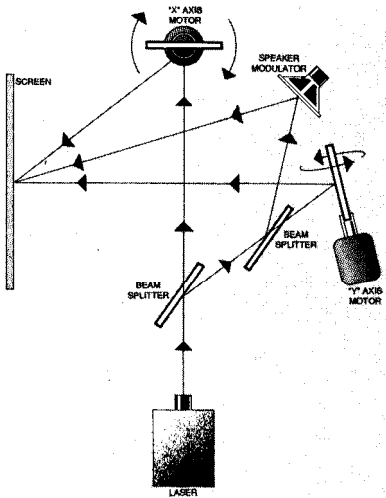 "X" AXIS
MOTOR
SPEAKER
MODULATOR
SCREEN
BEAM
SPLITTER
BEAM
SPLITTER
"Y" AXIS
MOTOR
LASER